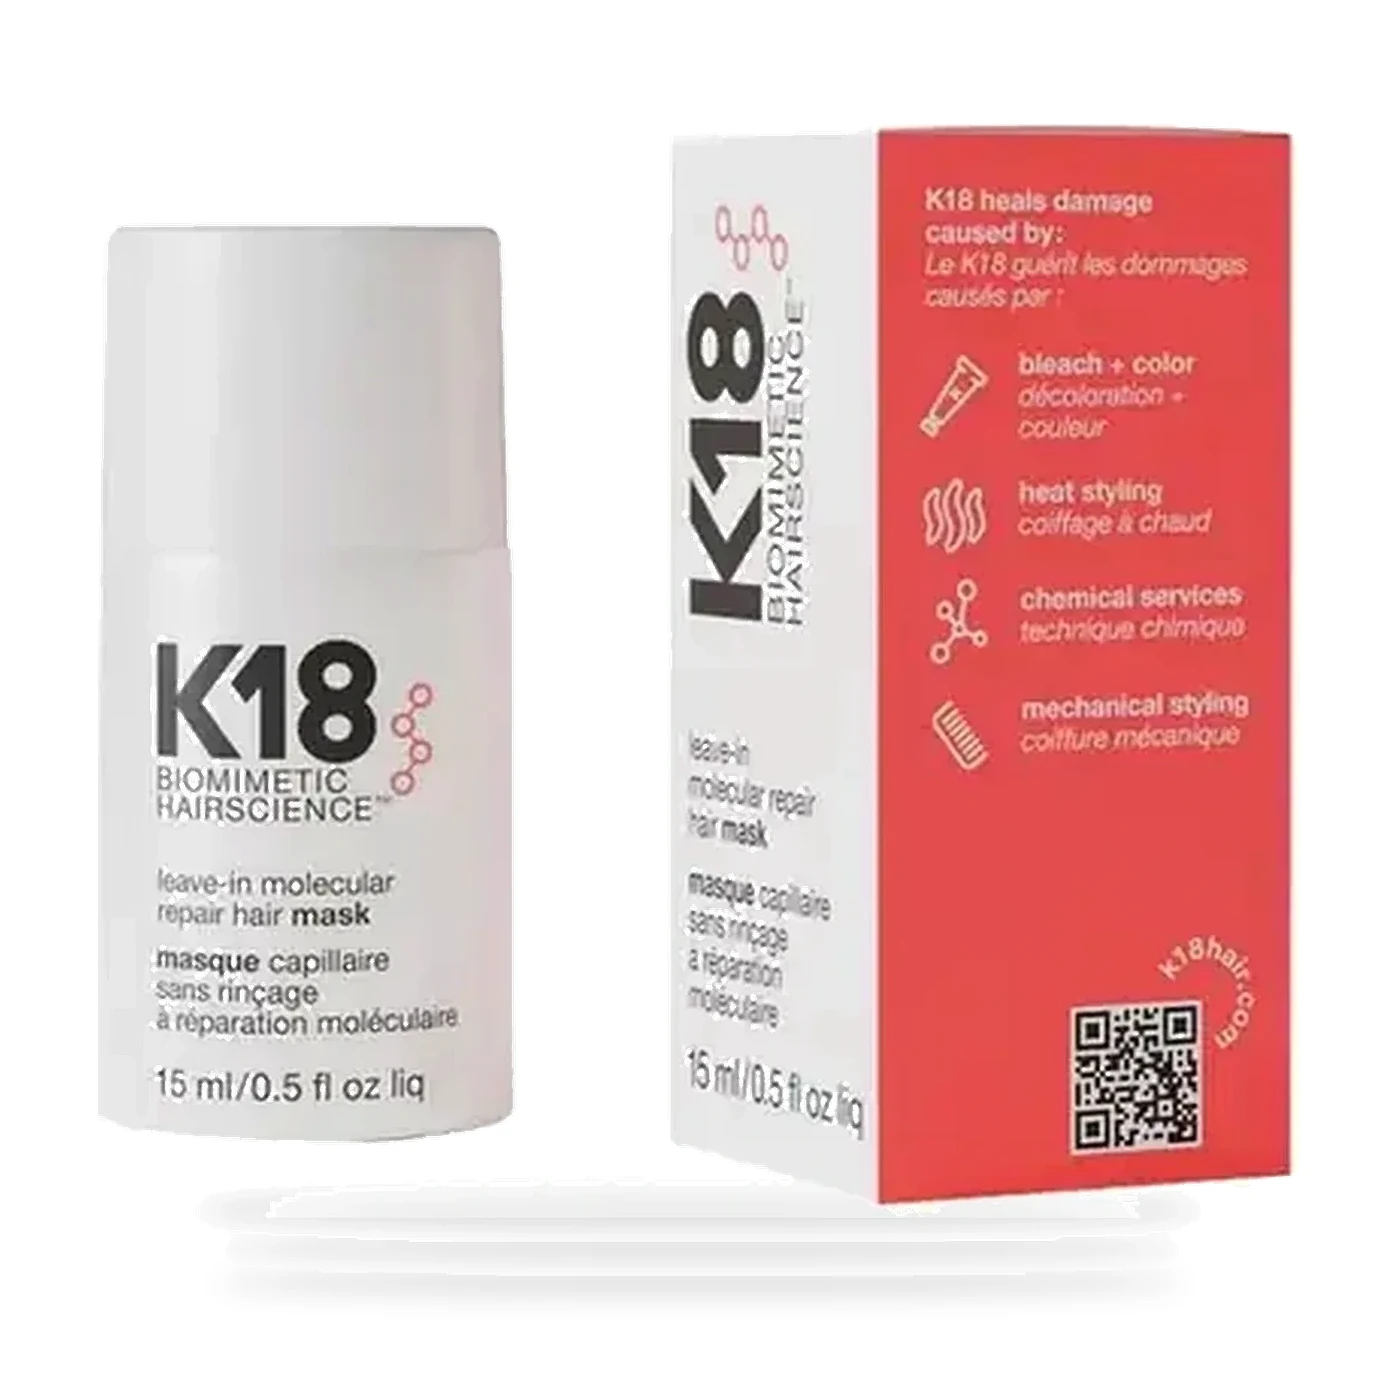 K18
BIOMIMETIC
HAIRSCIENCE™
leave-in molecular
repair hair mask
masque capillaire
sans rinçage
à réparation moléculaire
15 ml/0.5 fl oz liq
K18
BIOMIMETIC
HAIRSCIENCE™
leave-in
molecular repair
hair mask
masque capillaire
sans rinçage
à réparation
moléculaire
15 ml/0.5 fl oz liq
K18 heals damage
caused by:
Le K18 guérit les dommages
causés par :
bleach + color
décoloration +
couleur
heat styling
coiffage à chaud
chemical services
technique chimique
mechanical styling
coiffure mécanique
k18hair.com